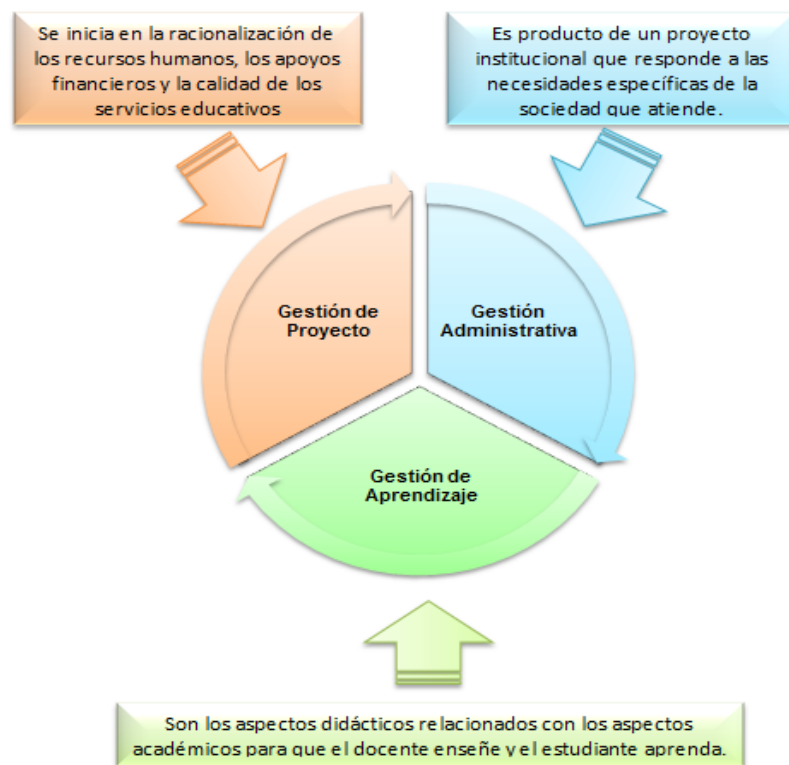 Se inicia en la racionalización de
los recursos humanos, los apoyos
financieros y la calidad de los
servicios educativos
Es producto de un proyecto
institucional que responde a las
necesidades específicas de la
sociedad que atiende.
Gestión de
Proyecto
Gestión
Administrativa
Gestión de
Aprendizaje
Son los aspectos didácticos relacionados con los aspectos
académicos para que el docente enseñe y el estudiante aprenda.